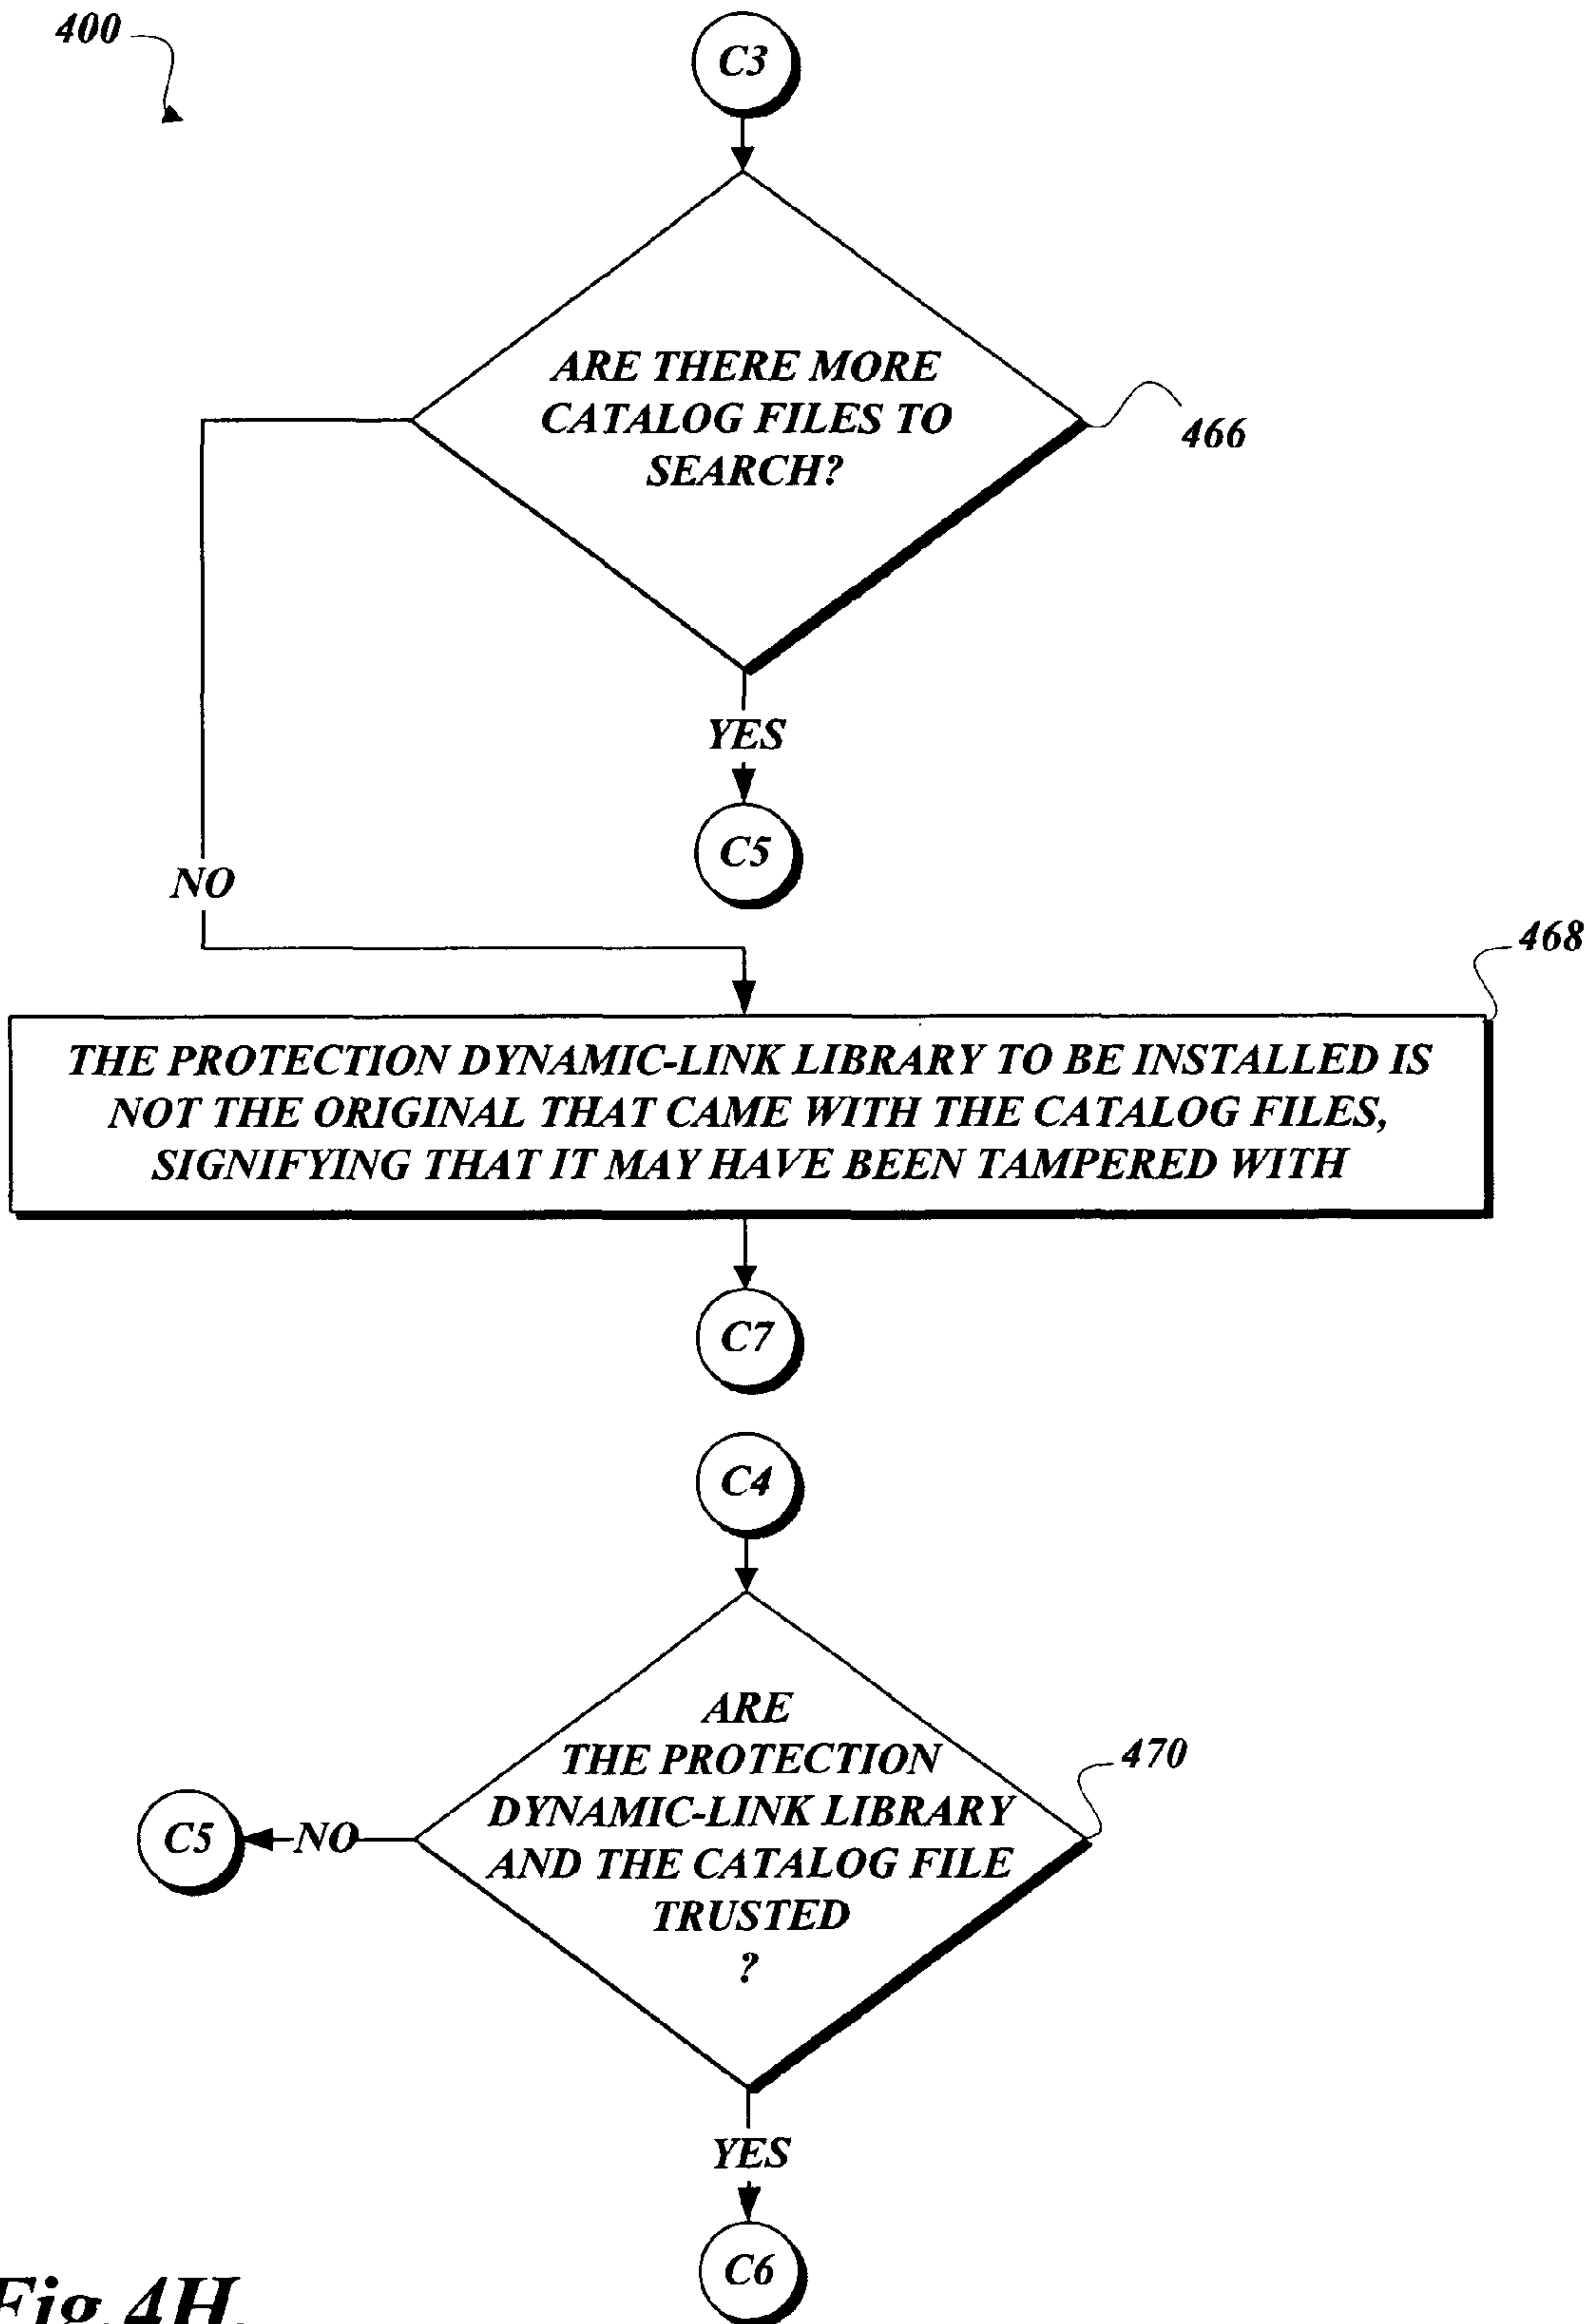 400
C3
ARE THERE MORE
CATALOG FILES TO
SEARCH?
466
YES
C5
NO
468
THE PROTECTION DYNAMIC-LINK LIBRARY TO BE INSTALLED IS
NOT THE ORIGINAL THAT CAME WITH THE CATALOG FILES,
SIGNIFYING THAT IT MAY HAVE BEEN TAMPERED WITH
C7
C4
ARE
THE PROTECTION
DYNAMIC-LINK LIBRARY
AND THE CATALOG FILE
TRUSTED
?
470
C5
NO
YES
C6
Fig.4H.